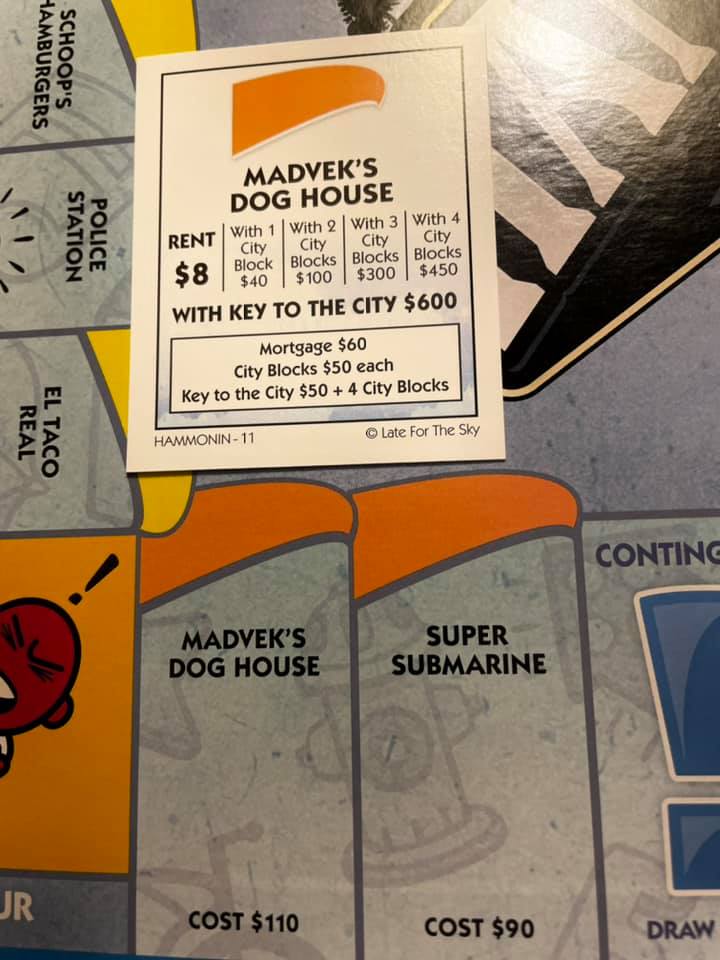 SCHOOP'S
HAMBURGERS
POLICE
STATION
EL TACO
REAL
MADVEK'S
DOG HOUSE
RENT
$8
With 1
City
Block
$40
With 2
City
Blocks
$100
With 3
City
Blocks
$300
With 4
City
Blocks
$450
WITH KEY TO THE CITY $600
Mortgage $60
City Blocks $50 each
Key to the City $50 + 4 City Blocks
HAMMONIN - 11
© Late For The Sky
MADVEK'S
DOG HOUSE
COST $110
SUPER
SUBMARINE
COST $90
CONTING
DRAW
UR